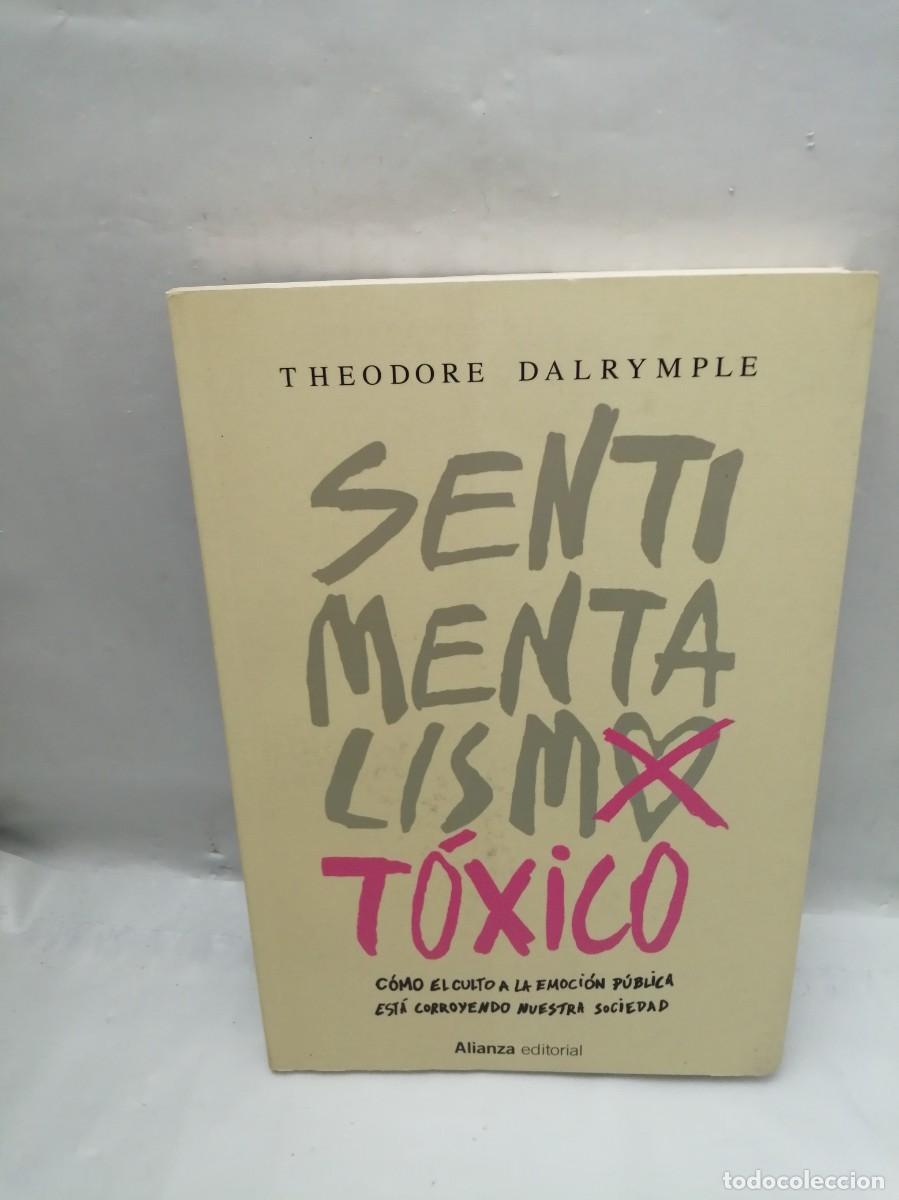 THEODORE DALRYMPLE
SENTI
MENTA
LISMO
TÓXICO
CÓMO EL CULTO A LA EMOCIÓN PÚBLICA
ESTÁ CORROYENDO NUESTRA SOCIEDAD
Alianza editorial
todocoleccion